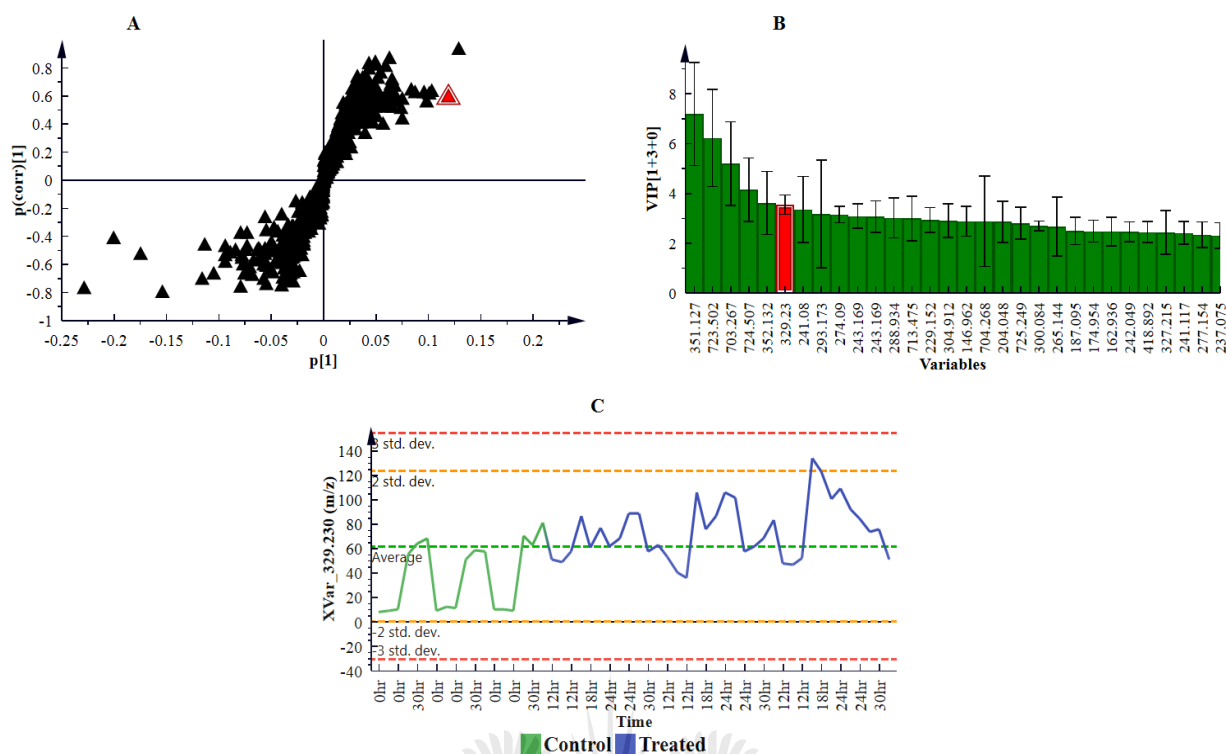 A
p(corr)[1]
0.8
0.6
0.4
0.2
0
-0.2
-0.4
-0.6
-0.8
-1
-0.25 -0.2 -0.15 -0.1 -0.05 0 0.05 0.1 0.15 0.2
p[1]
B
VIP[1+3+0]
8
6
4
2
0
351.127 723.502 703.267 724.507 352.132 329.23 241.08 293.173 274.09 243.169 243.169 288.934 713.475 229.152 304.912 146.962 704.268 204.048 725.249 300.084 265.144 187.095 174.954 162.936 242.049 418.892 327.215 241.117 277.154 237.075
Variables
C
XVar_329.230 (m/z)
140
120
100
80
60
40
20
0
-20
-40
3 std. dev.
2 std. dev.
Average
-2 std. dev.
-3 std. dev.
0hr 0hr 30hr 0hr 0hr 30hr 0hr 0hr 30hr 12hr 12hr 18hr 24hr 24hr 30hr 12hr 12hr 18hr 24hr 24hr 30hr 12hr 12hr 18hr 24hr 24hr 30hr
Time
Control Treated